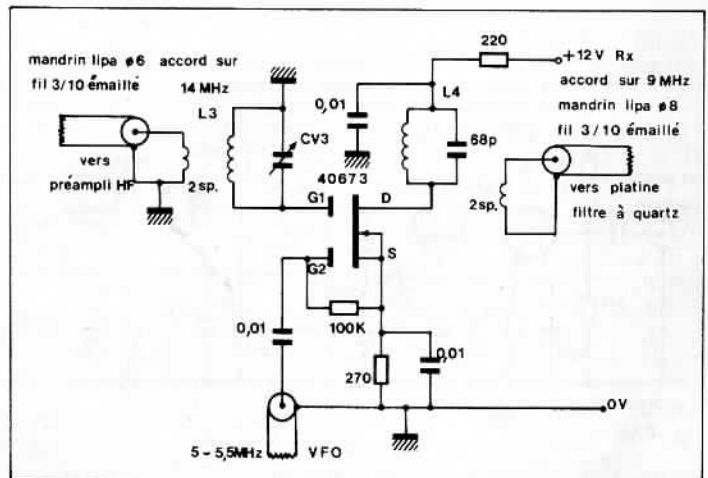 mandrin lipa ø6 accord sur
fil 3/10 émaillé 14 MHz
L3
vers
préampli HF
2 sp.
CV3
0,01
220
+12 V Rx
L4
accord sur 9 MHz
mandrin lipa ø8
fil 3/10 émaillé
68p
2sp.
vers platine
filtre à quartz
40673
G1
D
G2
S
0,01
100K
270
0,01
0V
5 - 5,5MHz VFO